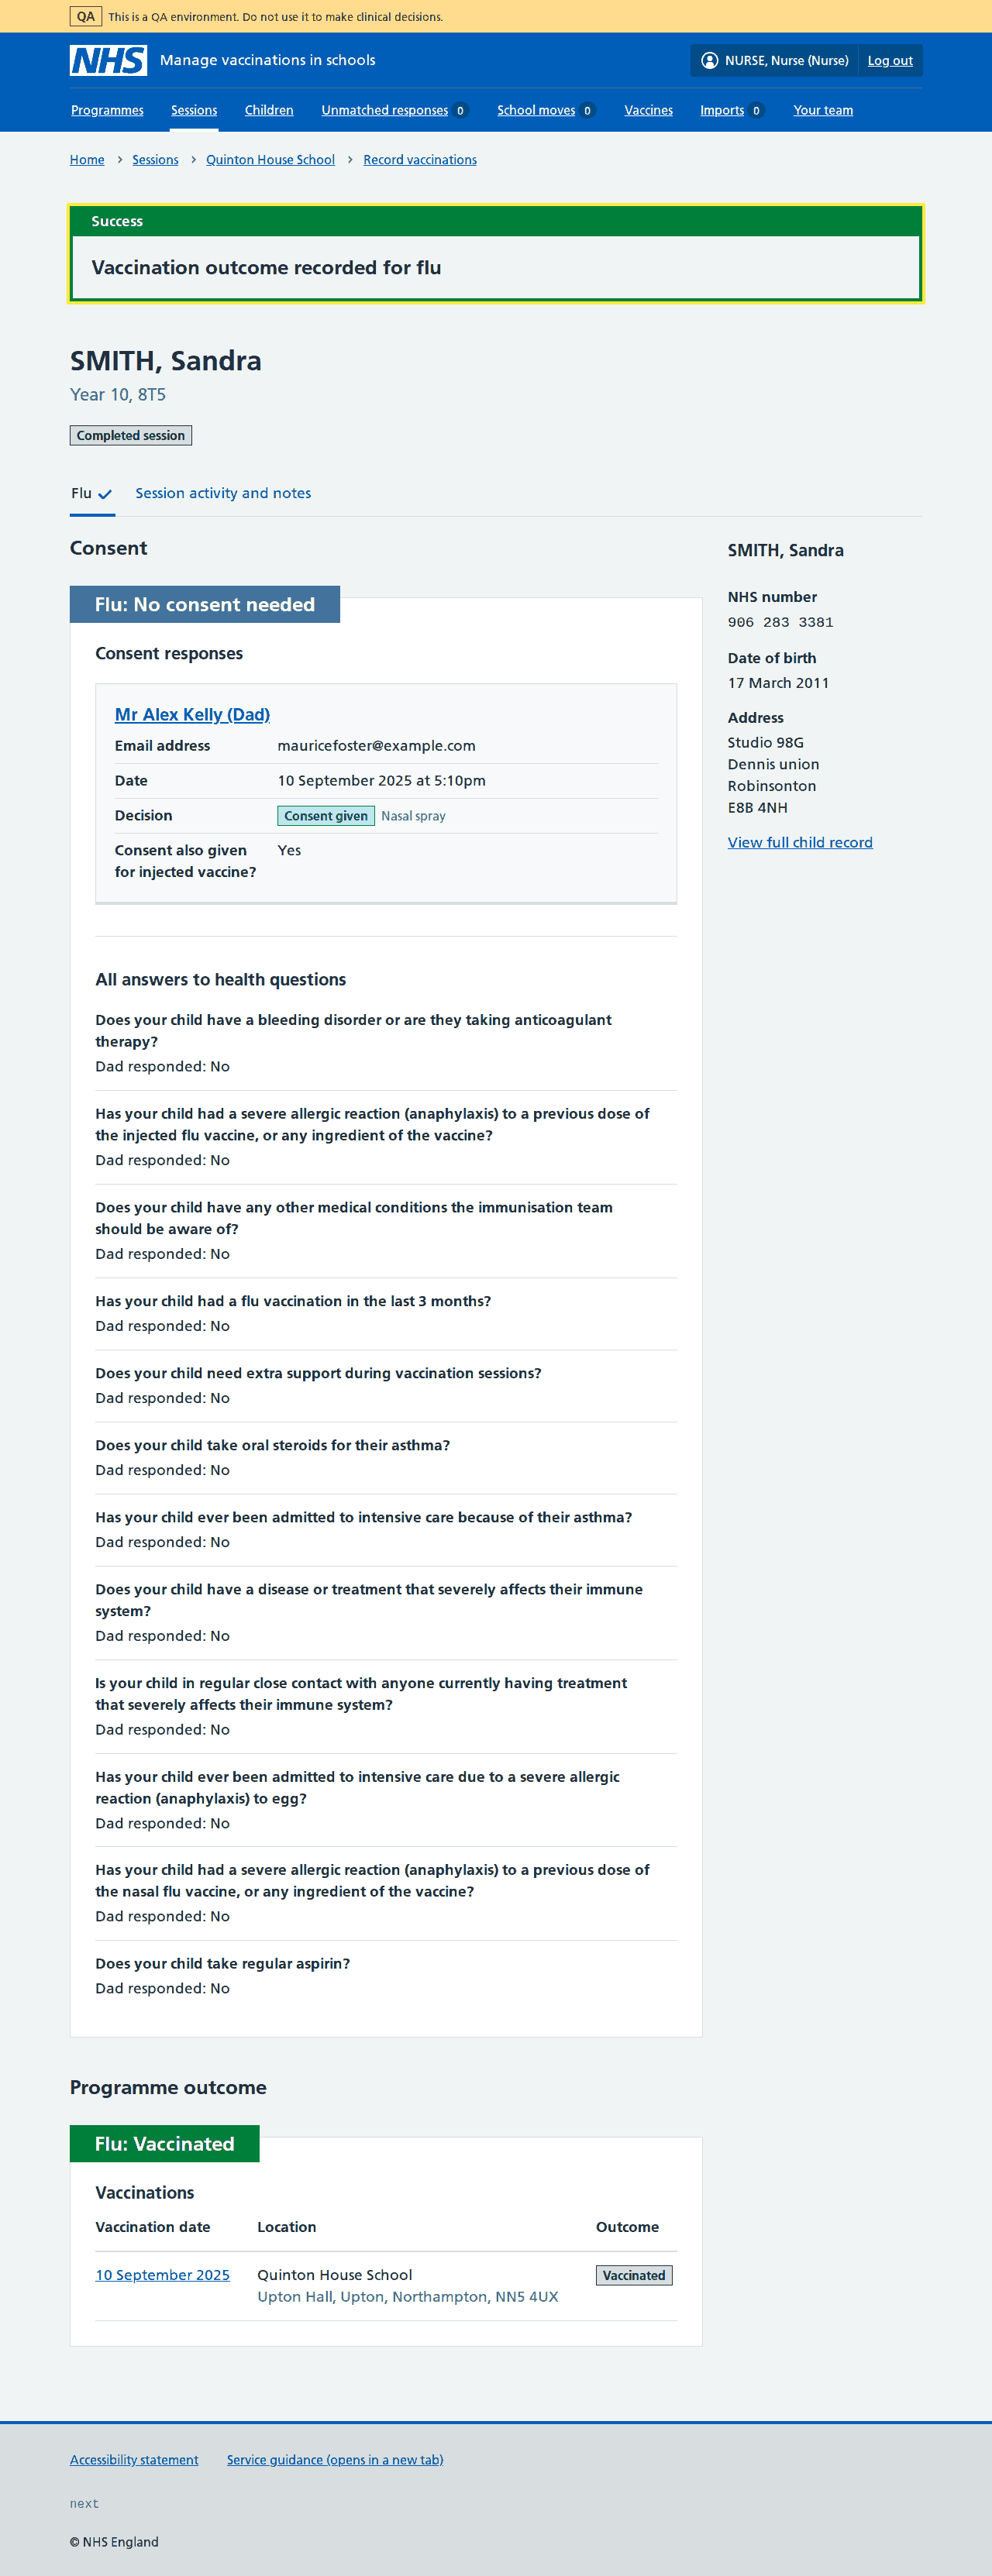 QA This is a QA environment. Do not use it to make clinical decisions.
NHS Manage vaccinations in schools NURSE, Nurse (Nurse) Log out
Programmes Sessions Children Unmatched responses 0 School moves 0 Vaccines Imports 0 Your team
Home Sessions Quinton House School Record vaccinations
Success
Vaccination outcome recorded for flu
SMITH, Sandra
Year 10, 8T5
Completed session
Flu Session activity and notes
Consent
Flu: No consent needed
Consent responses
Mr Alex Kelly (Dad)
Email address mauricefoster@example.com
Date 10 September 2025 at 5:10pm
Decision Consent given Nasal spray
Consent also given Yes
for injected vaccine?
All answers to health questions
Does your child have a bleeding disorder or are they taking anticoagulant
therapy?
Dad responded: No
Has your child had a severe allergic reaction (anaphylaxis) to a previous dose of
the injected flu vaccine, or any ingredient of the vaccine?
Dad responded: No
Does your child have any other medical conditions the immunisation team
should be aware of?
Dad responded: No
Has your child had a flu vaccination in the last 3 months?
Dad responded: No
Does your child need extra support during vaccination sessions?
Dad responded: No
Does your child take oral steroids for their asthma?
Dad responded: No
Has your child ever been admitted to intensive care because of their asthma?
Dad responded: No
Does your child have a disease or treatment that severely affects their immune
system?
Dad responded: No
Is your child in regular close contact with anyone currently having treatment
that severely affects their immune system?
Dad responded: No
Has your child ever been admitted to intensive care due to a severe allergic
reaction (anaphylaxis) to egg?
Dad responded: No
Has your child had a severe allergic reaction (anaphylaxis) to a previous dose of
the nasal flu vaccine, or any ingredient of the vaccine?
Dad responded: No
Does your child take regular aspirin?
Dad responded: No
SMITH, Sandra
NHS number
906 283 3381
Date of birth
17 March 2011
Address
Studio 98G
Dennis union
Robinsonton
E8B 4NH
View full child record
Programme outcome
Flu: Vaccinated
Vaccinations
Vaccination date Location Outcome
10 September 2025 Quinton House School Vaccinated
Upton Hall, Upton, Northampton, NN5 4UX
Accessibility statement Service guidance (opens in a new tab)
next
© NHS England